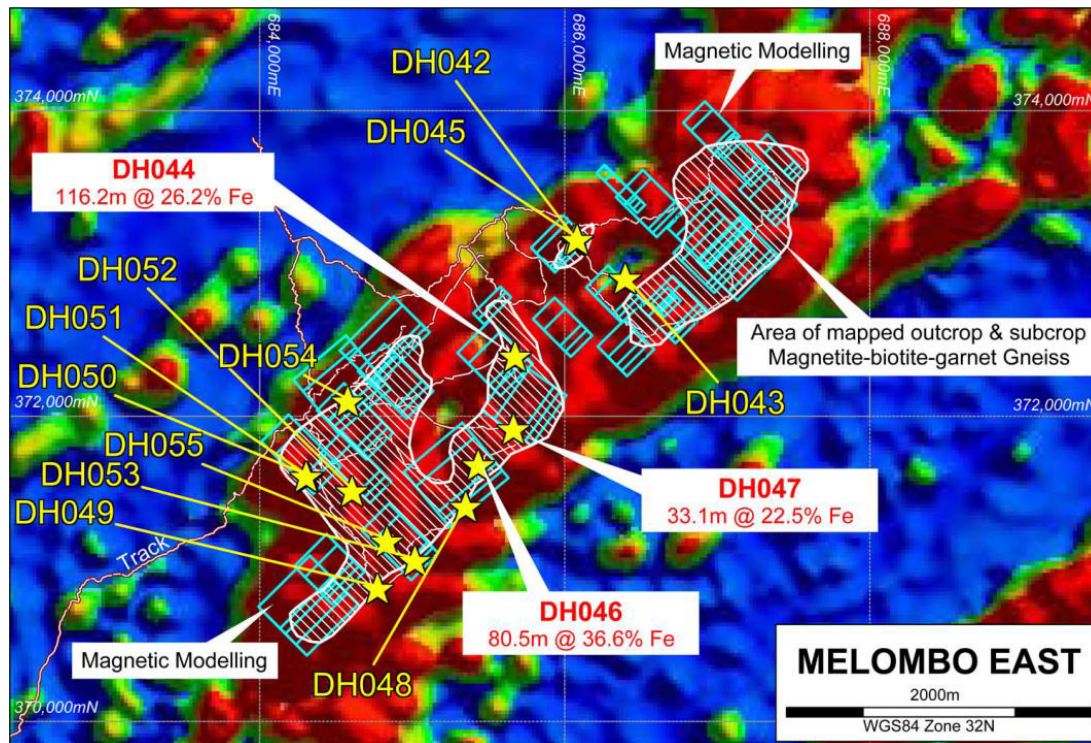 684,000mE
686,000mE
688,000mE
374,000mN
374,000mN
Magnetic Modelling
DH042
DH045
DH044
116.2m @ 26.2% Fe
DH052
DH051
DH054
DH050
DH055
DH053
DH049
Area of mapped outcrop & subcrop
Magnetite-biotite-garnet Gneiss
372,000mN
372,000mN
DH043
DH047
33.1m @ 22.5% Fe
Track
DH046
80.5m @ 36.6% Fe
Magnetic Modelling
DH048
370,000mN
MELOMBO EAST
2000m
WGS84 Zone 32N